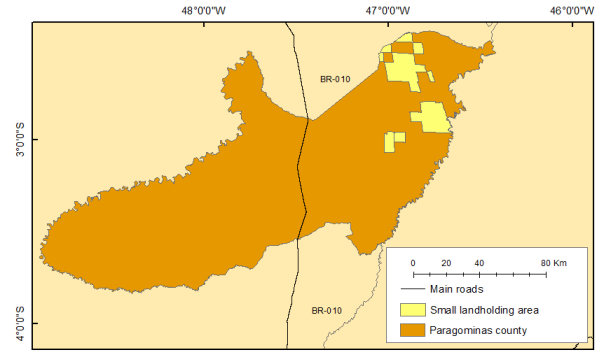 48°0'0"W 47°0'0"W 46°0'0"W
BR-010
3°0'0"S
4°0'0"S
BR-010
0 20 40 80 Km
Main roads
Small landholding area
Paragominas county